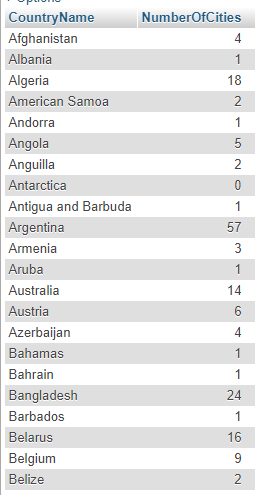 Options
CountryName NumberOfCities
Afghanistan 4
Albania 1
Algeria 18
American Samoa 2
Andorra 1
Angola 5
Anguilla 2
Antarctica 0
Antigua and Barbuda 1
Argentina 57
Armenia 3
Aruba 1
Australia 14
Austria 6
Azerbaijan 4
Bahamas 1
Bahrain 1
Bangladesh 24
Barbados 1
Belarus 16
Belgium 9
Belize 2